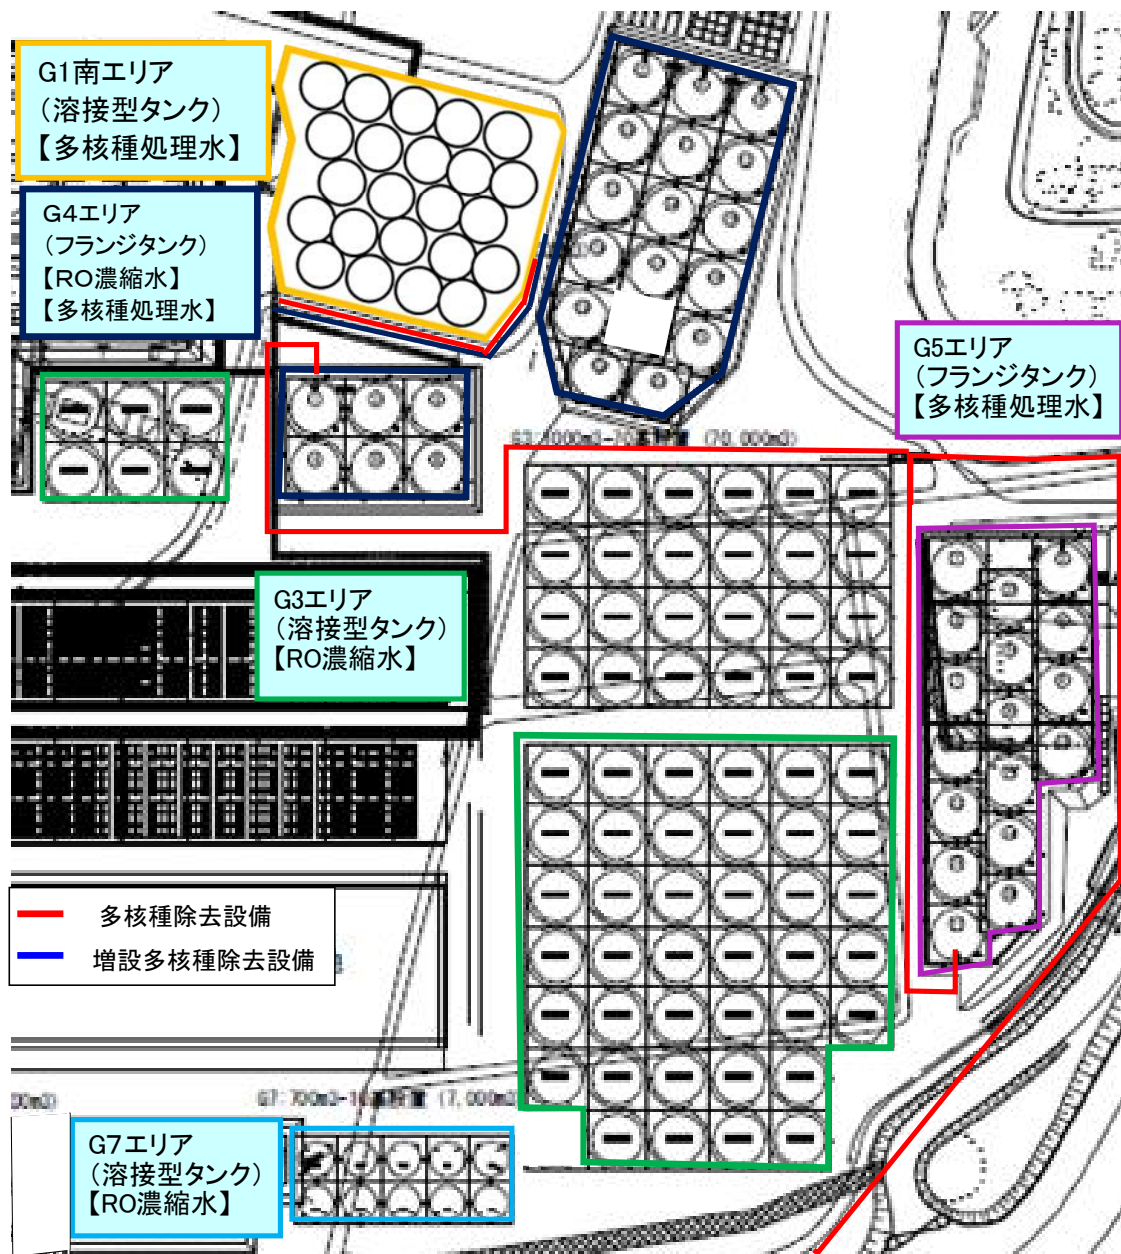 G1南エリア
(溶接型タンク)
【多核種処理水】
G4エリア
(フランジタンク)
【RO濃縮水】
【多核種処理水】
G5エリア
(フランジタンク)
【多核種処理水】
G3エリア
(溶接型タンク)
【RO濃縮水】
多核種除去設備
増設多核種除去設備
G7エリア
(溶接型タンク)
【RO濃縮水】